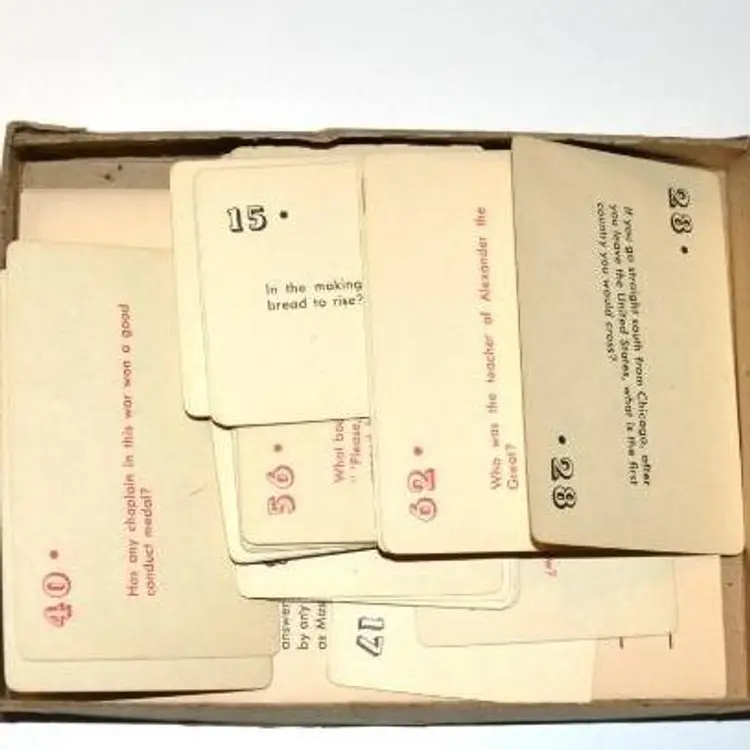 40 •
Has any chaplain in this war won a good
conduct medal?
15 •
In the making
bread to rise?
56 •
What
"Please,
62 •
Who was the teacher of Alexander the
Great?
28 •
If you go straight south from Chicago, after
you leave the United States, what is the first
country you would cross?
• 28
answer
by any
as
17